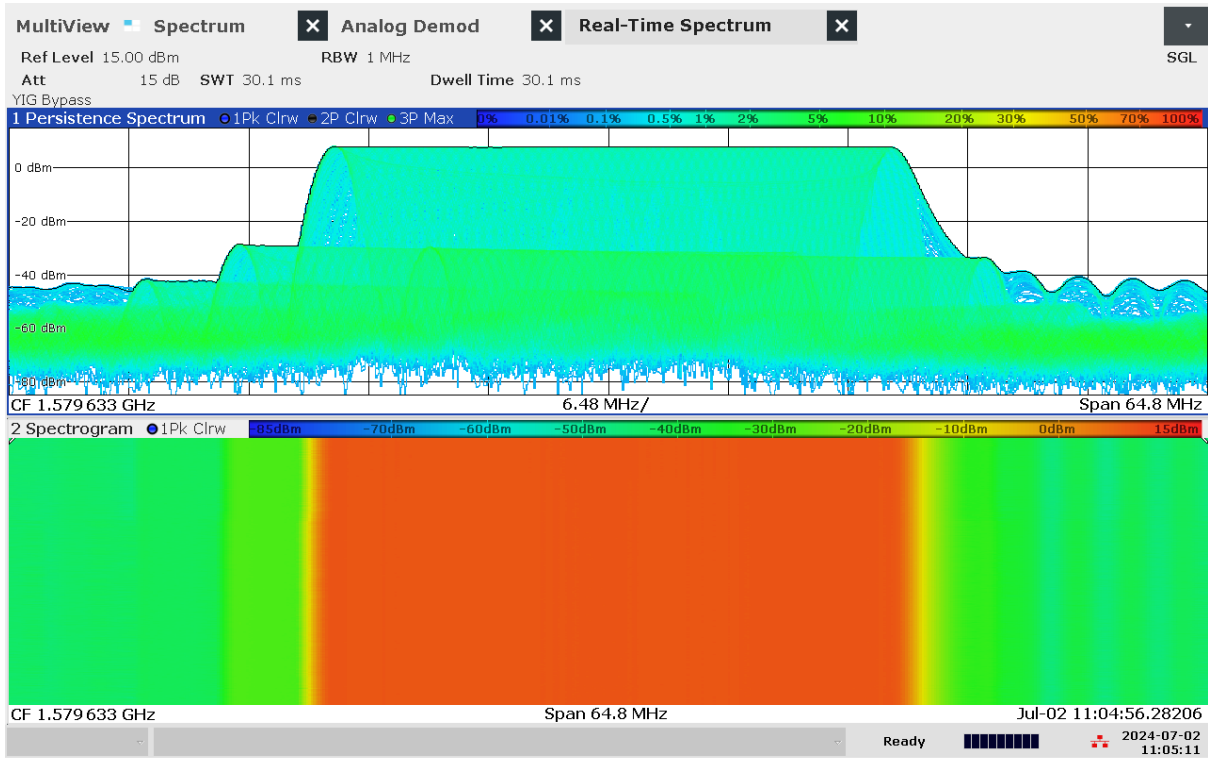 MultiView Spectrum X Analog Demod X Real-Time Spectrum X
Ref Level 15.00 dBm RBW 1 MHz SGL
Att 15 dB SWT 30.1 ms Dwell Time 30.1 ms
YIG Bypass
1 Persistence Spectrum 1Pk Clrw 2P Clrw 3P Max 0% 0.01% 0.1% 0.5% 1% 2% 5% 10% 20% 30% 50% 70% 100%
0 dBm
-20 dBm
-40 dBm
-60 dBm
-80 dBm
CF 1.579633 GHz 6.48 MHz/ Span 64.8 MHz
2 Spectrogram 1Pk Clrw -85dBm -70dBm -60dBm -50dBm -40dBm -30dBm -20dBm -10dBm 0dBm 15dBm
CF 1.579633 GHz Span 64.8 MHz Jul-02 11:04:56.28206
Ready 2024-07-02
11:05:11